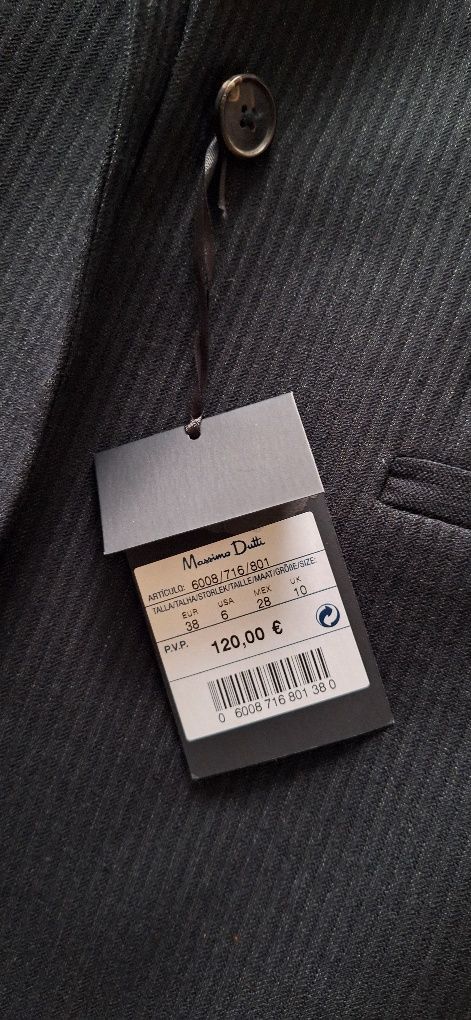 Massimo Dutti
ARTÍCULO: 6008/716/801
TALLA/TALHA/STORLEK/TAILLE/MAAT/GRÖßE/SIZE:
EUR USA MEX UK
38 6 28 10
P.V.P. 120,00 €
0 6008 716 801 38 0